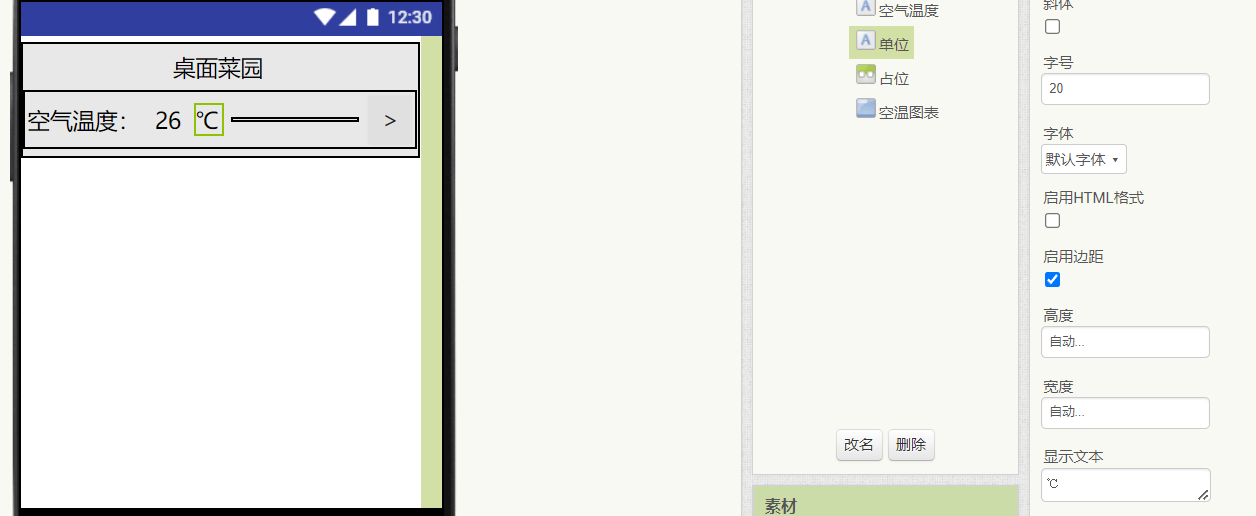 12:30
桌面菜园
空气温度： 26 ℃ >
空气温度
单位
占位
空温图表
改名 删除
素材
斜体
字号
20
字体
默认字体
启用HTML格式
启用边距
高度
自动...
宽度
自动...
显示文本
℃